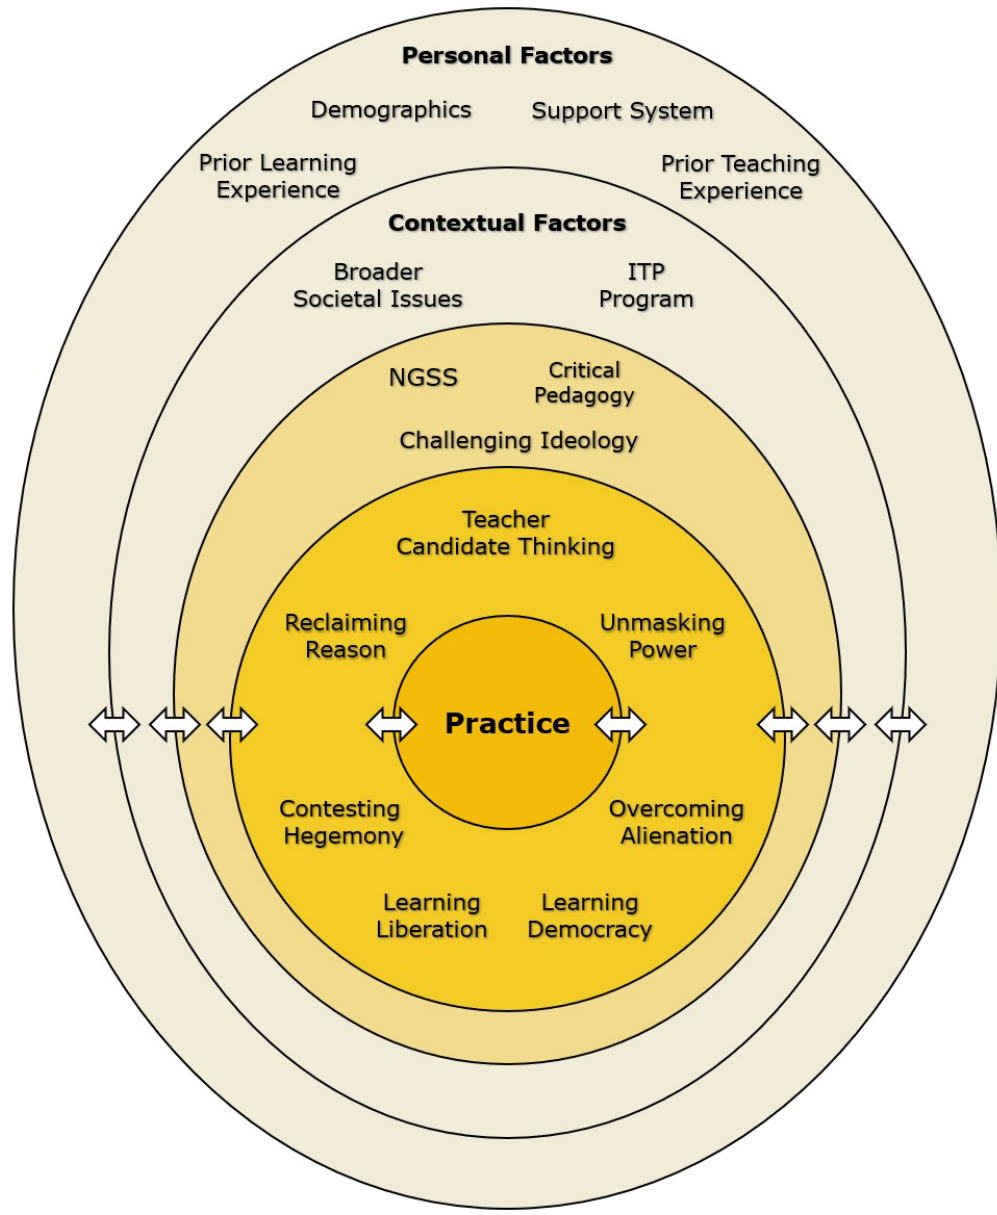 Personal Factors
Demographics
Support System
Prior Learning
Experience
Prior Teaching
Experience
Contextual Factors
Broader
Societal Issues
ITP
Program
NGSS
Critical
Pedagogy
Challenging Ideology
Teacher
Candidate Thinking
Reclaiming
Reason
Unmasking
Power
Practice
Contesting
Hegemony
Overcoming
Alienation
Learning
Liberation
Learning
Democracy